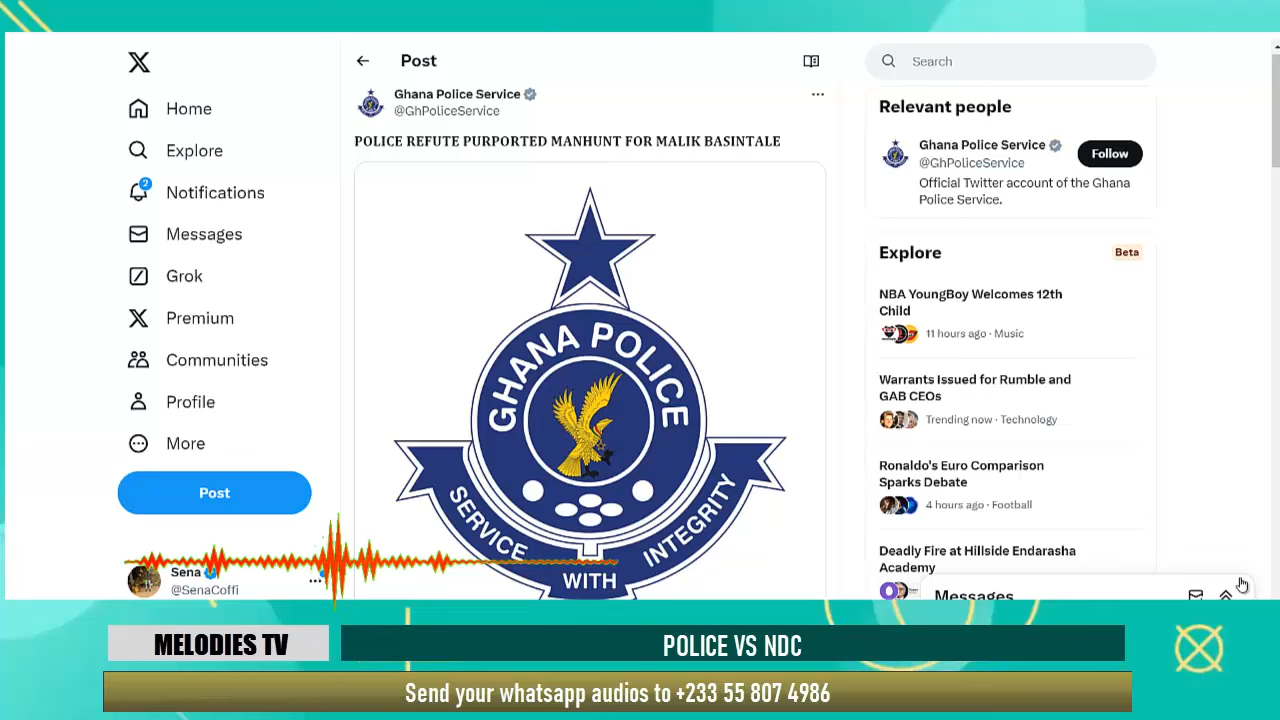 Home
Explore
Notifications
2
Messages
Grok
Premium
Communities
Profile
More
Post
Sena
@SenaCoffi
Post
Ghana Police Service
@GhPoliceService
POLICE REFUTE PURPORTED MANHUNT FOR MALIK BASINTALE
GHANA POLICE
SERVICE WITH INTEGRITY
Search
Relevant people
Ghana Police Service
@GhPoliceService
Follow
Official Twitter account of the Ghana
Police Service.
Explore
Beta
NBA YoungBoy Welcomes 12th
Child
11 hours ago · Music
Warrants Issued for Rumble and
GAB CEOs
Trending now · Technology
Ronaldo's Euro Comparison
Sparks Debate
4 hours ago · Football
Deadly Fire at Hillside Endarasha
Academy
Messages
MELODIES TV
POLICE VS NDC
Send your whatsapp audios to +233 55 807 4986